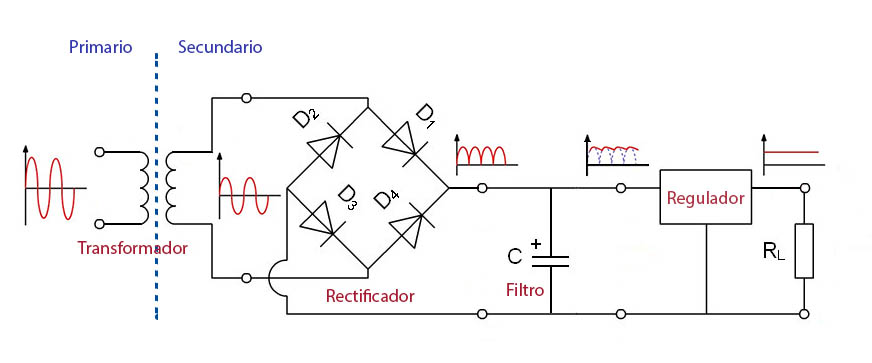 Primario
Secundario
D2
D1
D3
D4
Transformador
Rectificador
C
+
Filtro
Regulador
RL